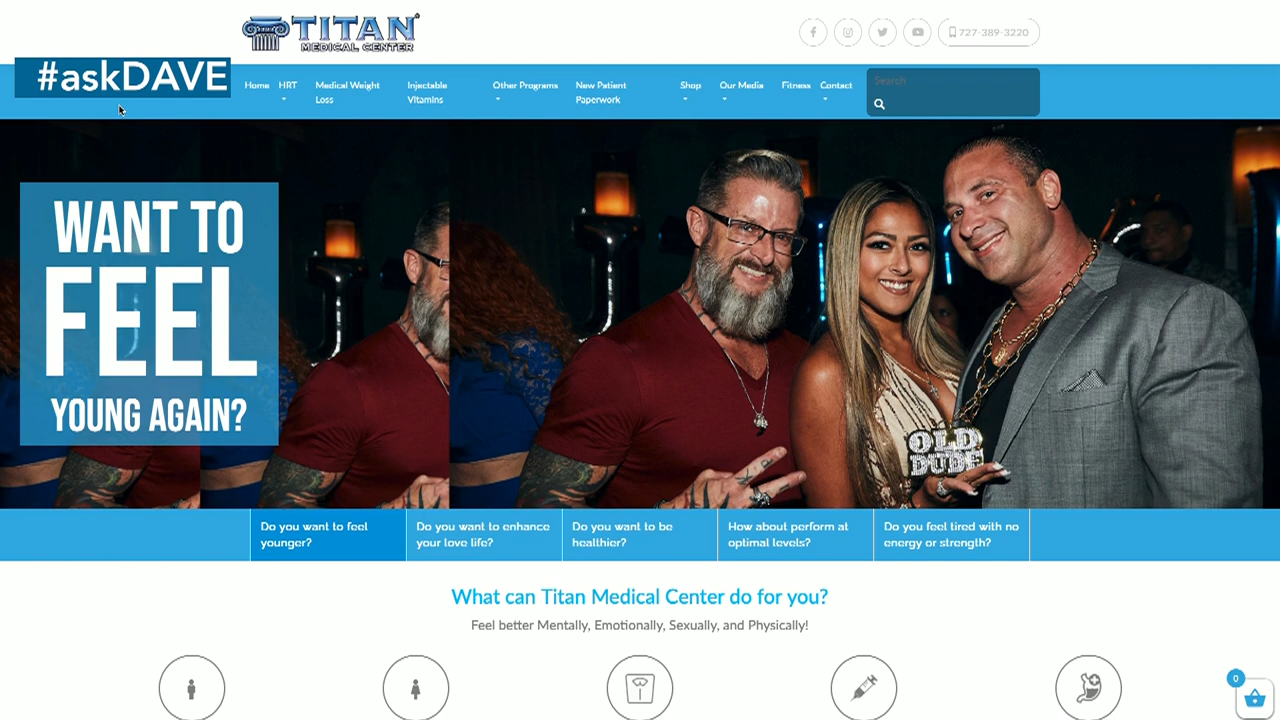 TITAN
MEDICAL CENTER
727-389-3220
#askDAVE
Home
HRT
Medical Weight
Loss
Injectable
Vitamins
Other Programs
New Patient
Paperwork
Shop
Our Media
Fitness
Contact
Search
WANT TO
FEEL
YOUNG AGAIN?
OLD
DUDE
Do you want to feel
younger?
Do you want to enhance
your love life?
Do you want to be
healthier?
How about perform at
optimal levels?
Do you feel tired with no
energy or strength?
What can Titan Medical Center do for you?
Feel better Mentally, Emotionally, Sexually, and Physically!
0